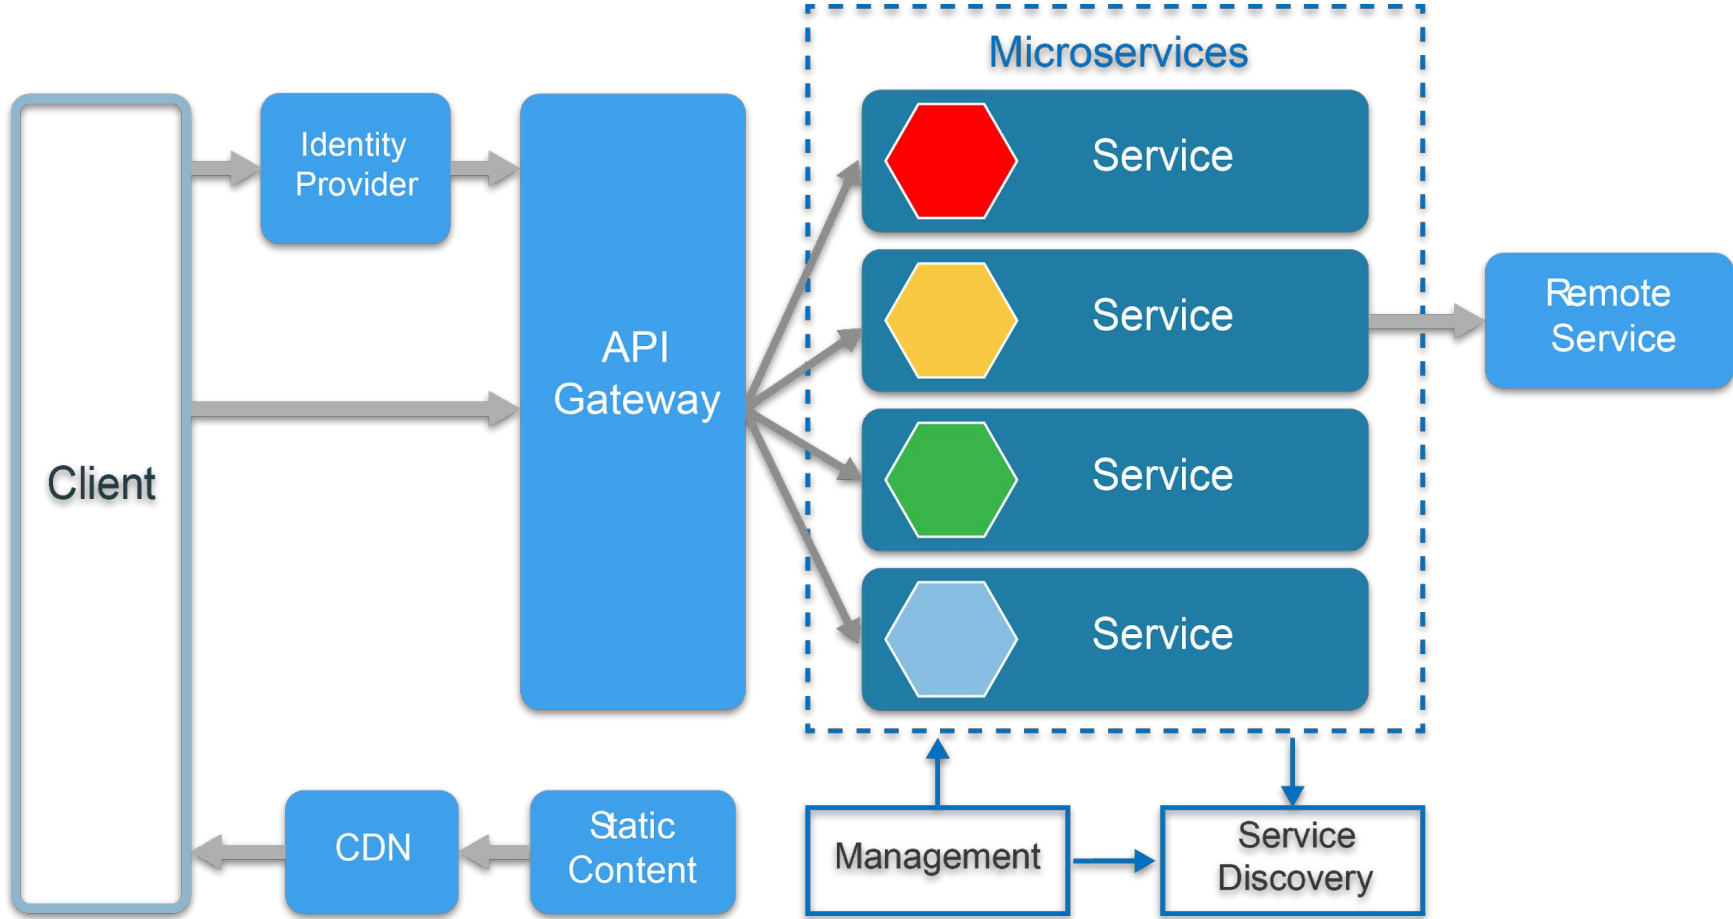 Microservices
Identity
Provider
Service
Service
Remote
Service
API
Gateway
Client
Service
Service
CDN
Static
Content
Management
Service
Discovery